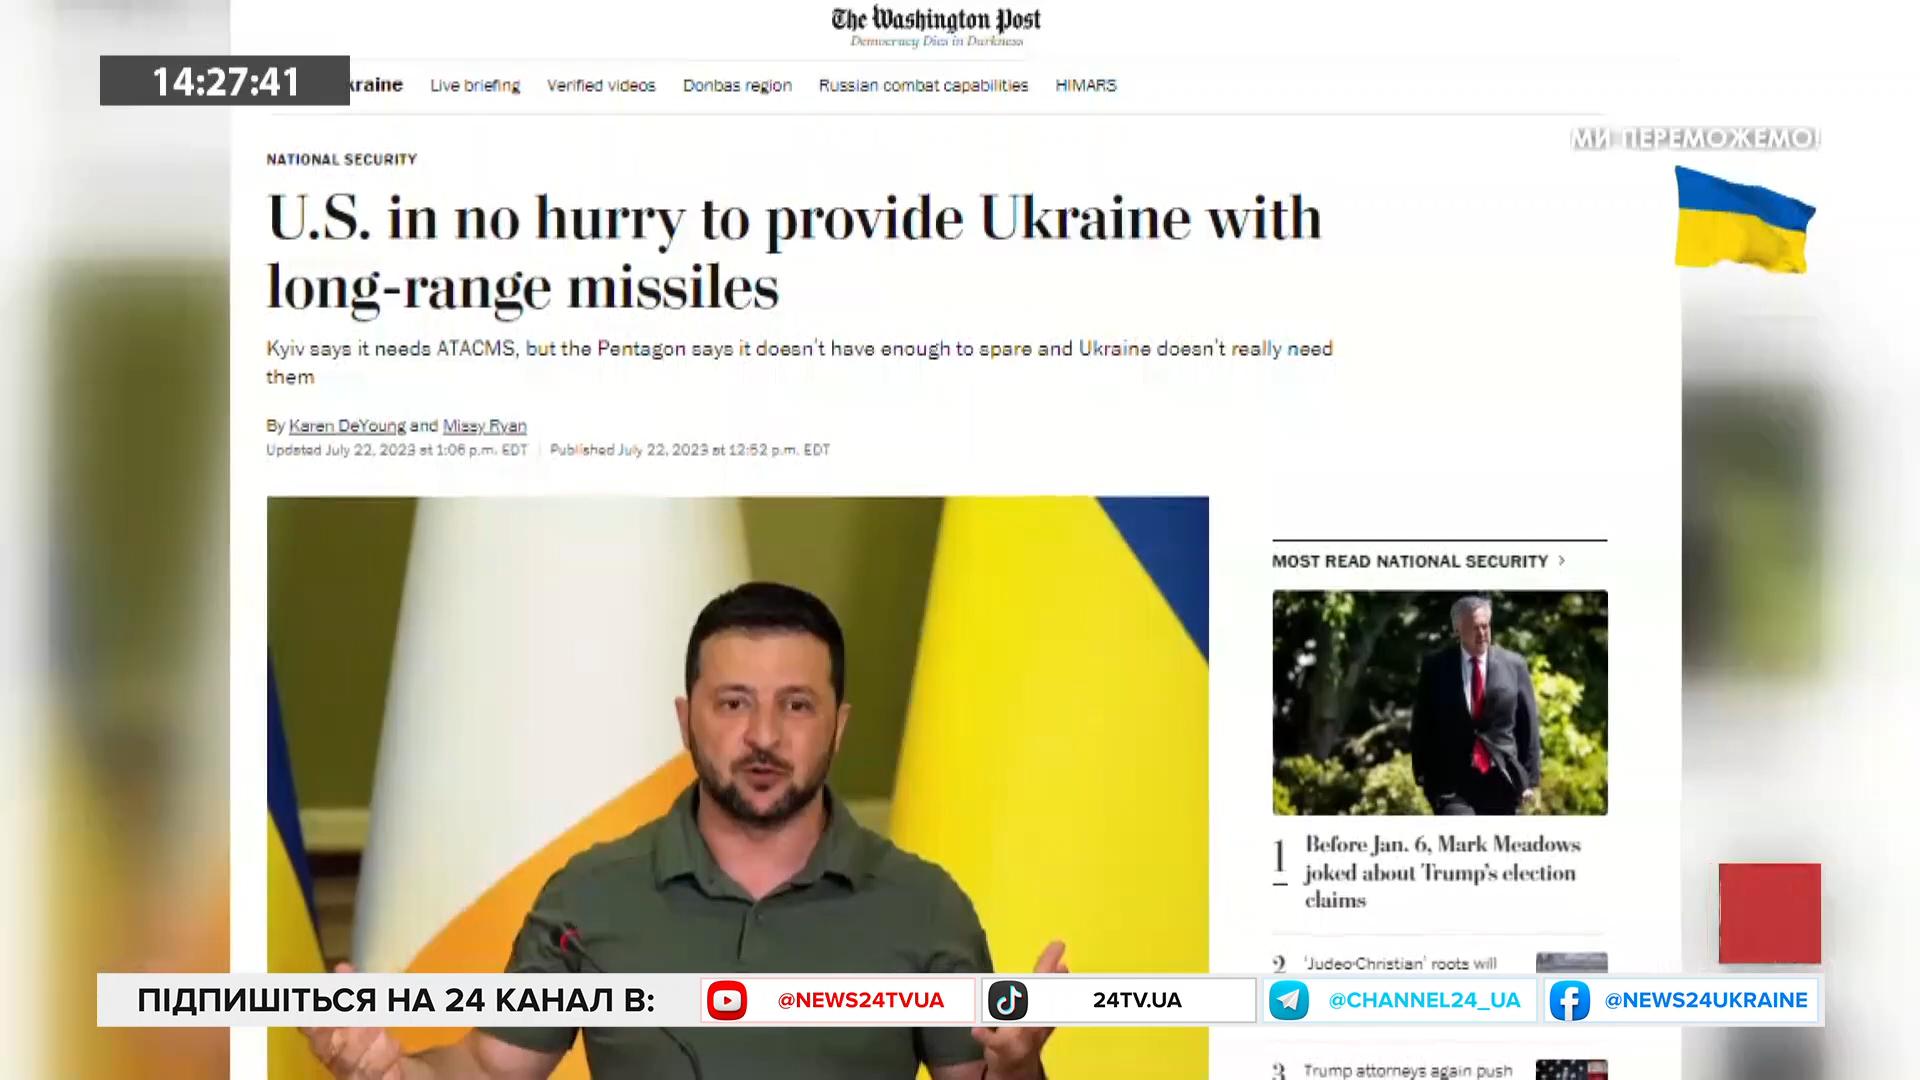 The Washington Post
Democracy Dies in Darkness
14:27:41
Live briefing Verified videos Donbas region Russian combat capabilities HIMARS
МИ ПЕРЕМОЖЕМО!
NATIONAL SECURITY
U.S. in no hurry to provide Ukraine with
long-range missiles
Kyiv says it needs ATACMS, but the Pentagon says it doesn't have enough to spare and Ukraine doesn't really need
them
By Karen DeYoung and Missy Ryan
Updated July 22, 2023 at 1:06 p.m. EDT | Published July 22, 2023 at 12:52 p.m. EDT
MOST READ NATIONAL SECURITY >
1 Before Jan. 6, Mark Meadows
joked about Trump's election
claims
2 'Judeo-Christian' roots will
ПІДПИШІТЬСЯ НА 24 КАНАЛ В: @NEWS24TVUA 24TV.UA @CHANNEL24_UA @NEWS24UKRAINE
3 Trump attorneys again push